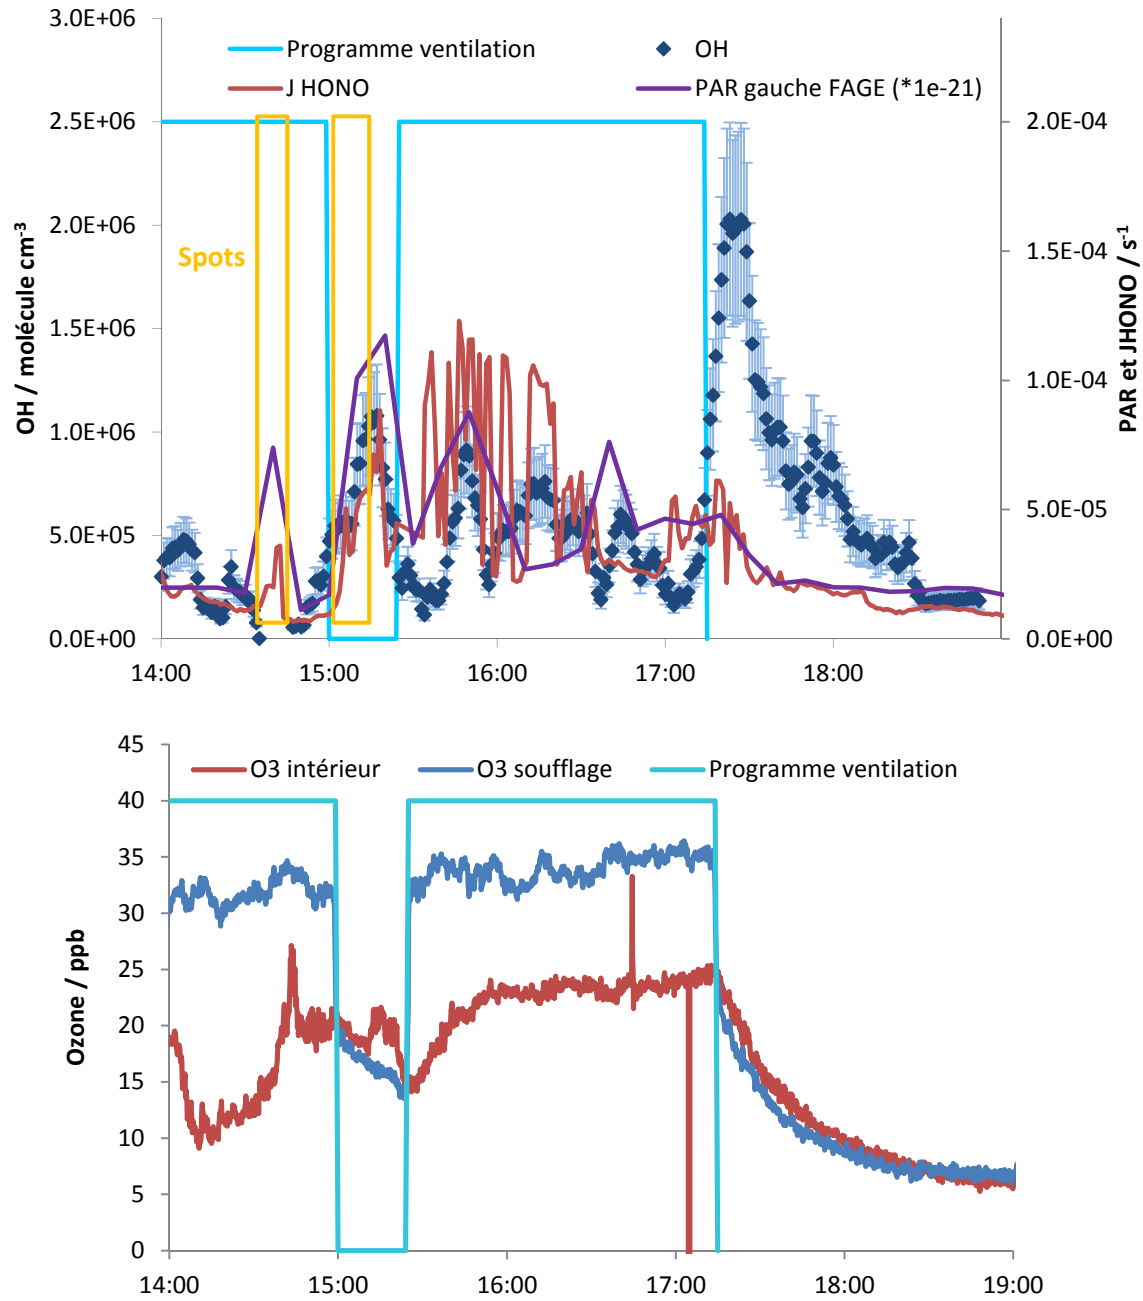 3.0E+06
Programme ventilation
OH
J HONO
PAR gauche FAGE (*1e-21)
2.5E+06
2.0E-04
2.0E+06
Spots
1.5E-04
1.5E+06
1.0E-04
1.0E+06
5.0E+05
5.0E-05
0.0E+00
0.0E+00
OH / molécule cm⁻³
PAR et JHONO / s⁻¹
14:00
15:00
16:00
17:00
18:00
45
O3 intérieur
O3 soufflage
Programme ventilation
40
35
30
25
20
15
10
5
0
Ozone / ppb
14:00
15:00
16:00
17:00
18:00
19:00